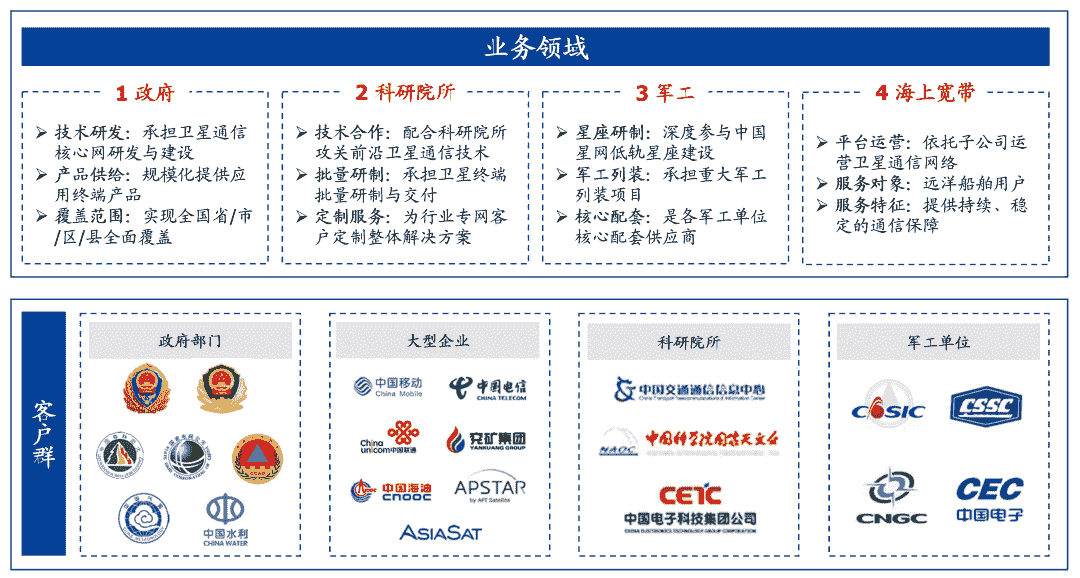 业务领域
1 政府
技术研发：承担卫星通信
核心网研发与建设
产品供给：规模化提供应
用终端产品
覆盖范围：实现全国省/市
/区/县全面覆盖
2 科研院所
技术合作：配合科研院所
攻关前沿卫星通信技术
批量研制：承担卫星终端
批量研制与交付
定制服务：为行业专网客
户定制整体解决方案
3 军工
星座研制：深度参与中国
星网低轨星座建设
军工列装：承担重大军工
列装项目
核心配套：是各军工单位
核心配套供应商
4 海上宽带
平台运营：依托子公司运
营卫星通信网络
服务对象：远洋船舶用户
服务特征：提供持续、稳
定的通信保障
客户群
政府部门
中国水利
CHINA WATER
大型企业
中国移动
China Mobile
中国电信
CHINA TELECOM
China
unicom中国联通
兖矿集团
YANKUANG GROUP
中国海油
CNOOC
APSTAR
by APT Satellite
ASIASAT
科研院所
中国交通通信信息中心
China Transport Telecommunications & Information Center
NAOC
中国科学院国家天文台
CETC
中国电子科技集团公司
CHINA ELECTRONICS TECHNOLOGY GROUP CORPORATION
军工单位
CASIC
CSSC
CNGC
CEC
中国电子